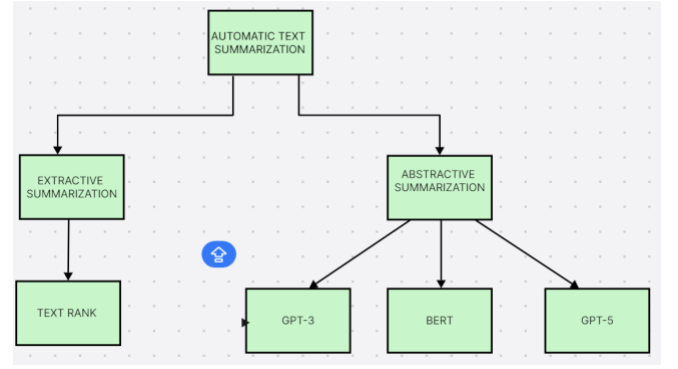 AUTOMATIC TEXT
SUMMARIZATION
EXTRACTIVE
SUMMARIZATION
ABSTRACTIVE
SUMMARIZATION
TEXT RANK
GPT-3
BERT
GPT-5